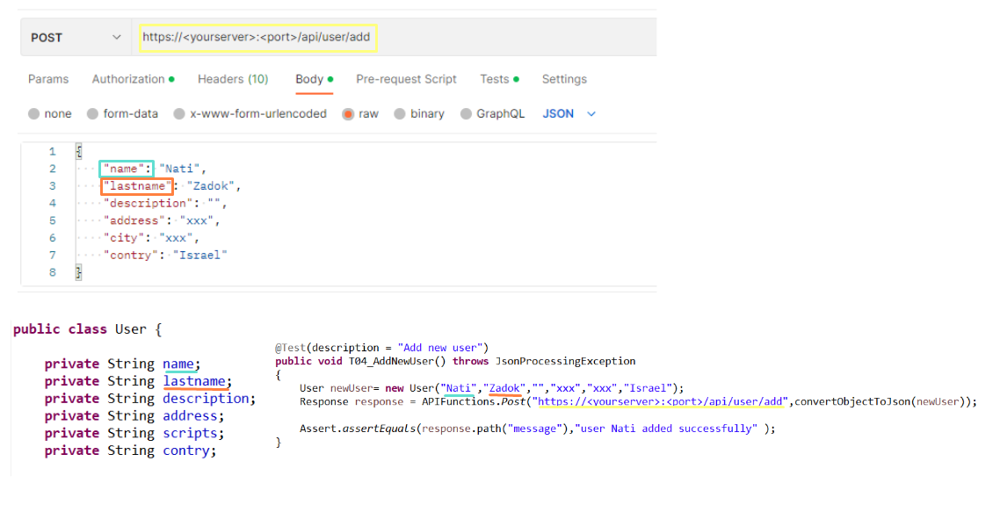 POST https://<yourserver>:<port>/api/user/add
Params Authorization Headers (10) Body Pre-request Script Tests Settings
none form-data x-www-form-urlencoded raw binary GraphQL JSON
1 {
2 "name": "Nati",
3 "lastname": "Zadok",
4 "description": "",
5 "address": "xxx",
6 "city": "xxx",
7 "contry": "Israel"
8 }
public class User {
private String name;
private String lastname;
private String description;
private String address;
private String scripts;
private String contry;
@Test(description = "Add new user")
public void T04_AddNewUser() throws JsonProcessingException
{
User newUser= new User("Nati","Zadok","","xxx","xxx","Israel");
Response response = APIFunctions.Post("https://<yourserver>:<port>/api/user/add",convertObjectToJson(newUser));
Assert.assertEquals(response.path("message"),"user Nati added successfully" );
}